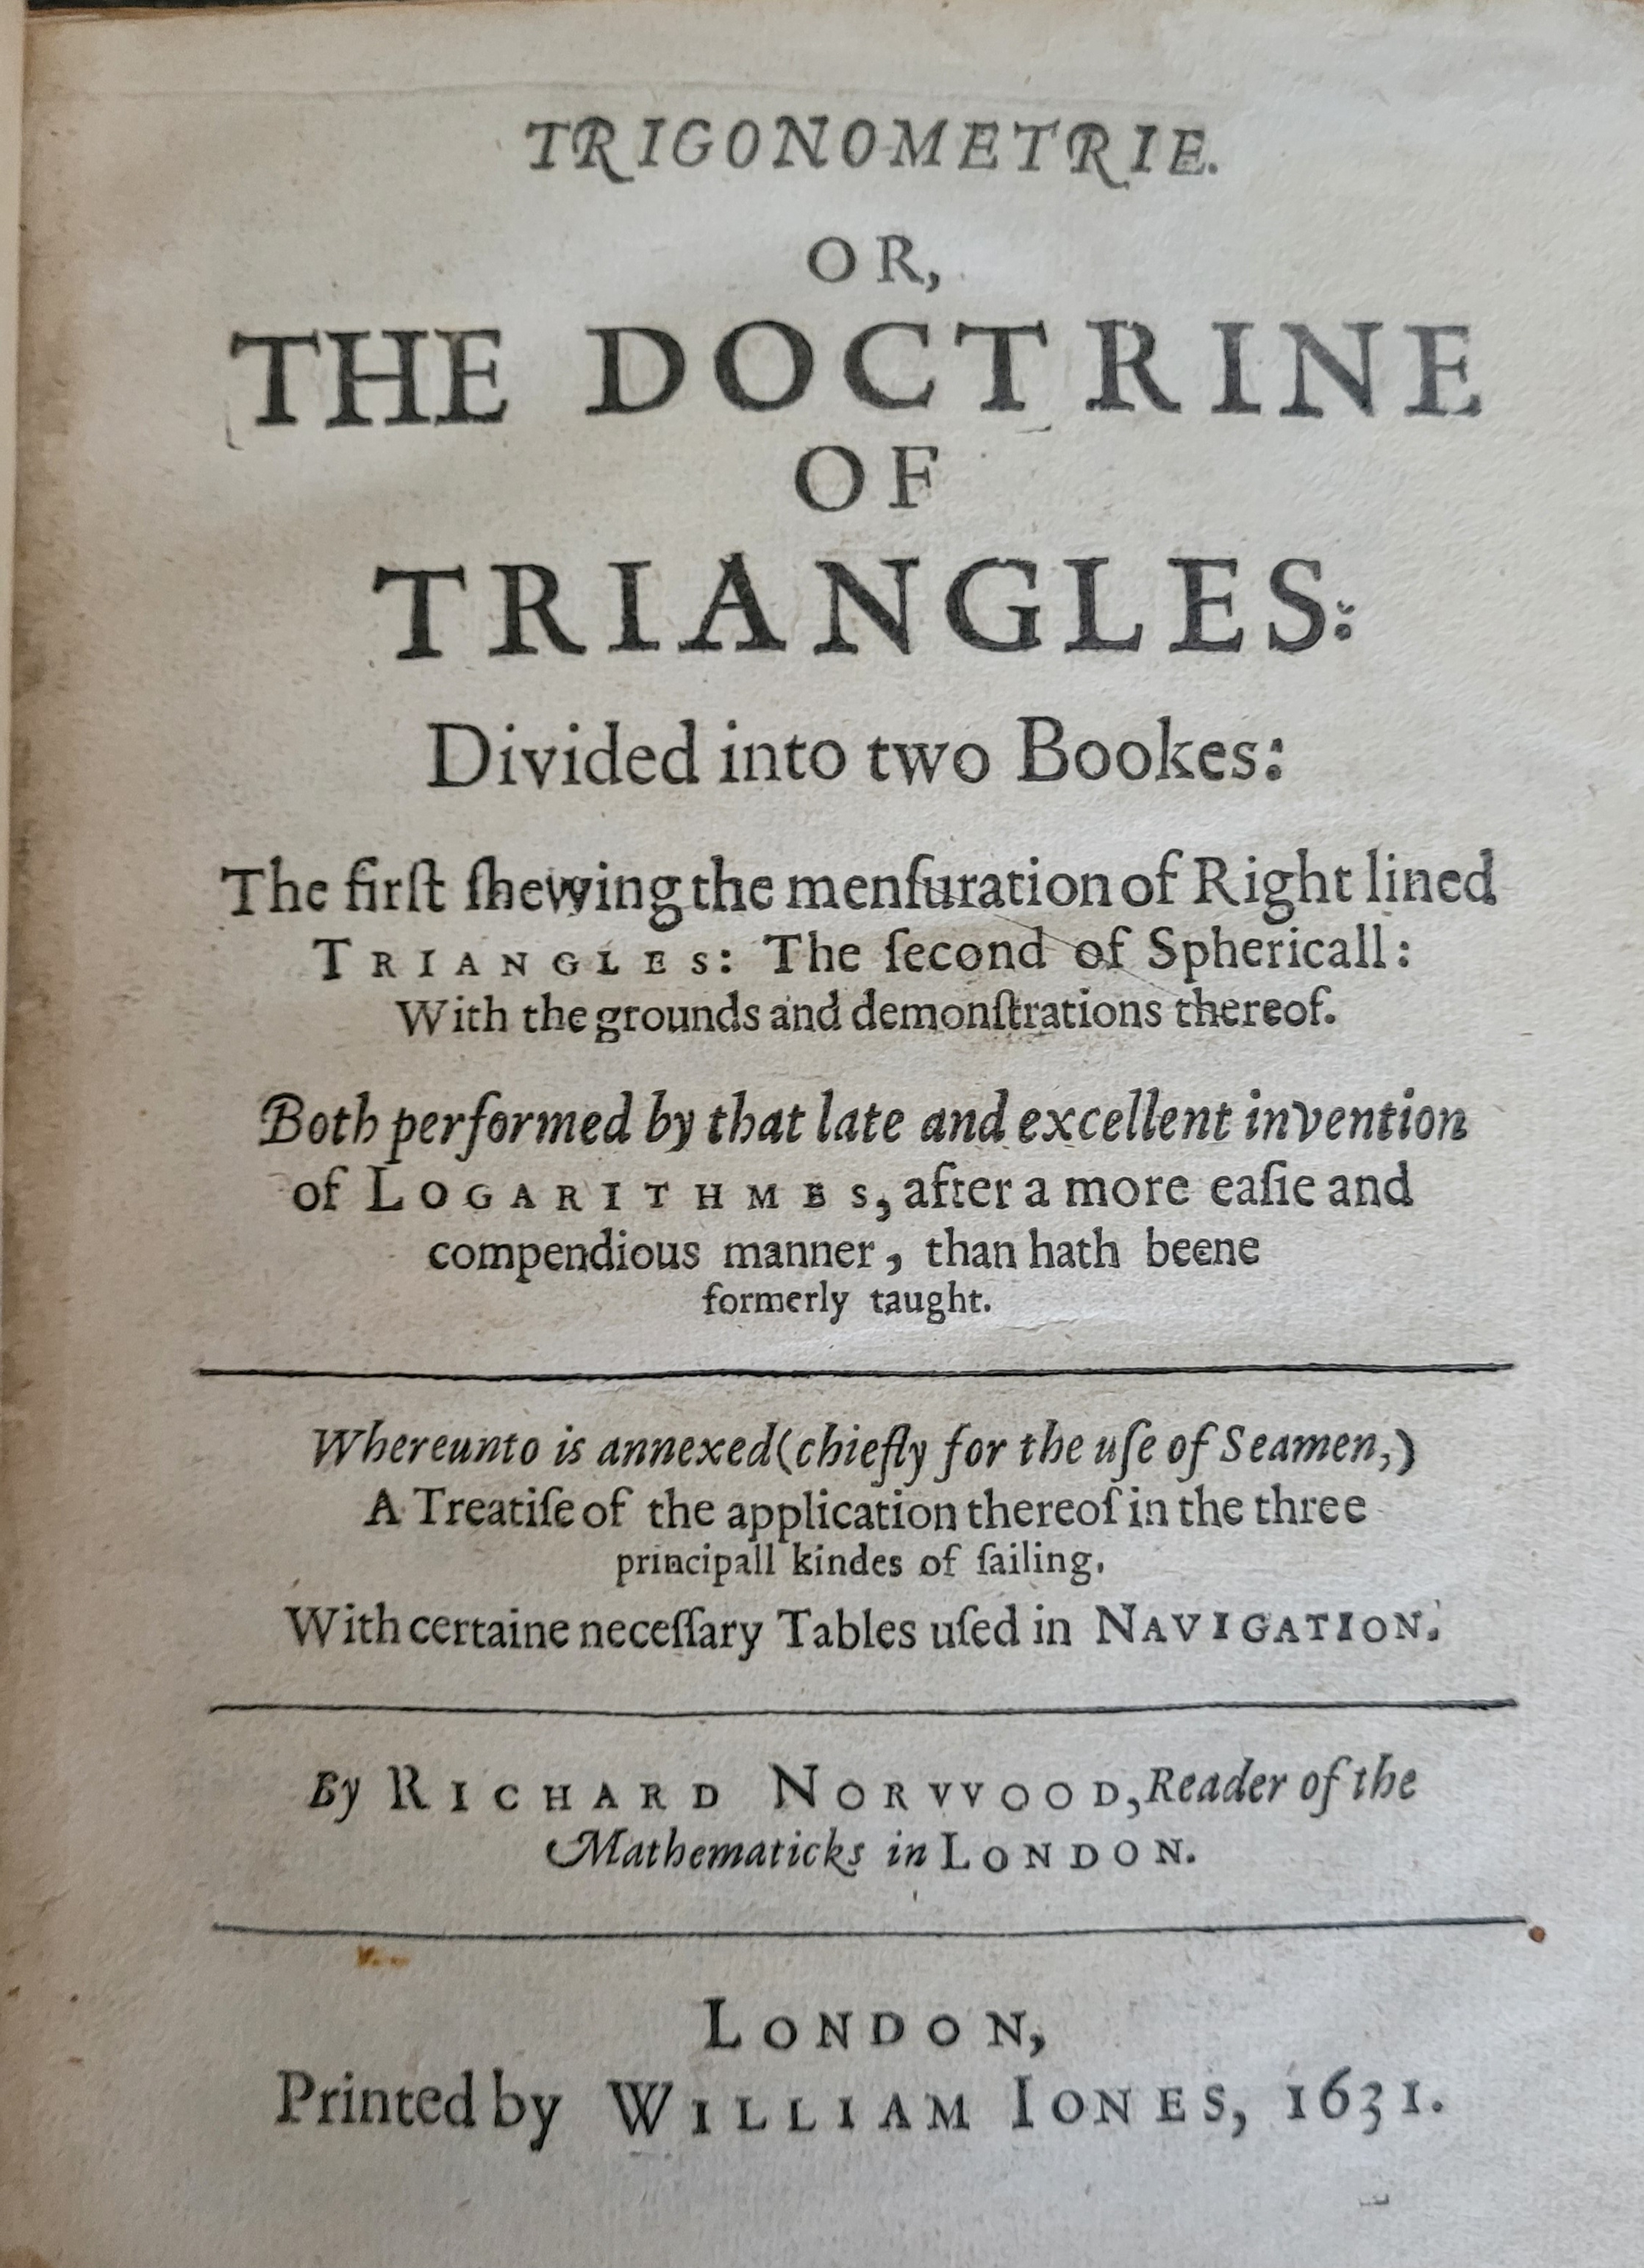 TRIGONOMETRIE.
OR,
THE DOCTRINE
OF
TRIANGLES:
Divided into two Bookes:
The firſt ſhewing the menſuration of Right lined
TRIANGLES: The ſecond of Sphericall:
With the grounds and demonſtrations thereof.
Both performed by that late and excellent invention
of LOGARITHMES, after a more eaſie and
compendious manner, than hath beene
formerly taught.
Whereunto is annexed (chiefly for the uſe of Seamen,)
A Treatiſe of the application thereof in the three
principall kindes of ſailing.
With certaine neceſſary Tables uſed in NAVIGATION.
By RICHARD NORVVOOD, Reader of the
Mathematicks in LONDON.
LONDON,
Printed by WILLIAM IONES, 1631.